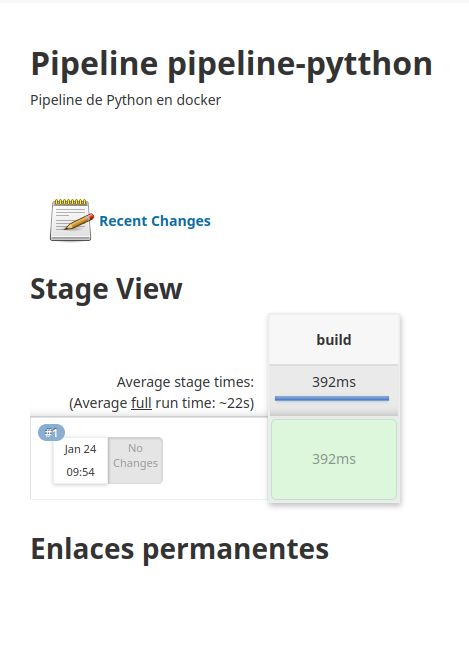 Pipeline pipeline-pytthon
Pipeline de Python en docker
Recent Changes
Stage View
build
Average stage times:
392ms
(Average full run time: ~22s)
#1
Jan 24
09:54
No
Changes
392ms
Enlaces permanentes